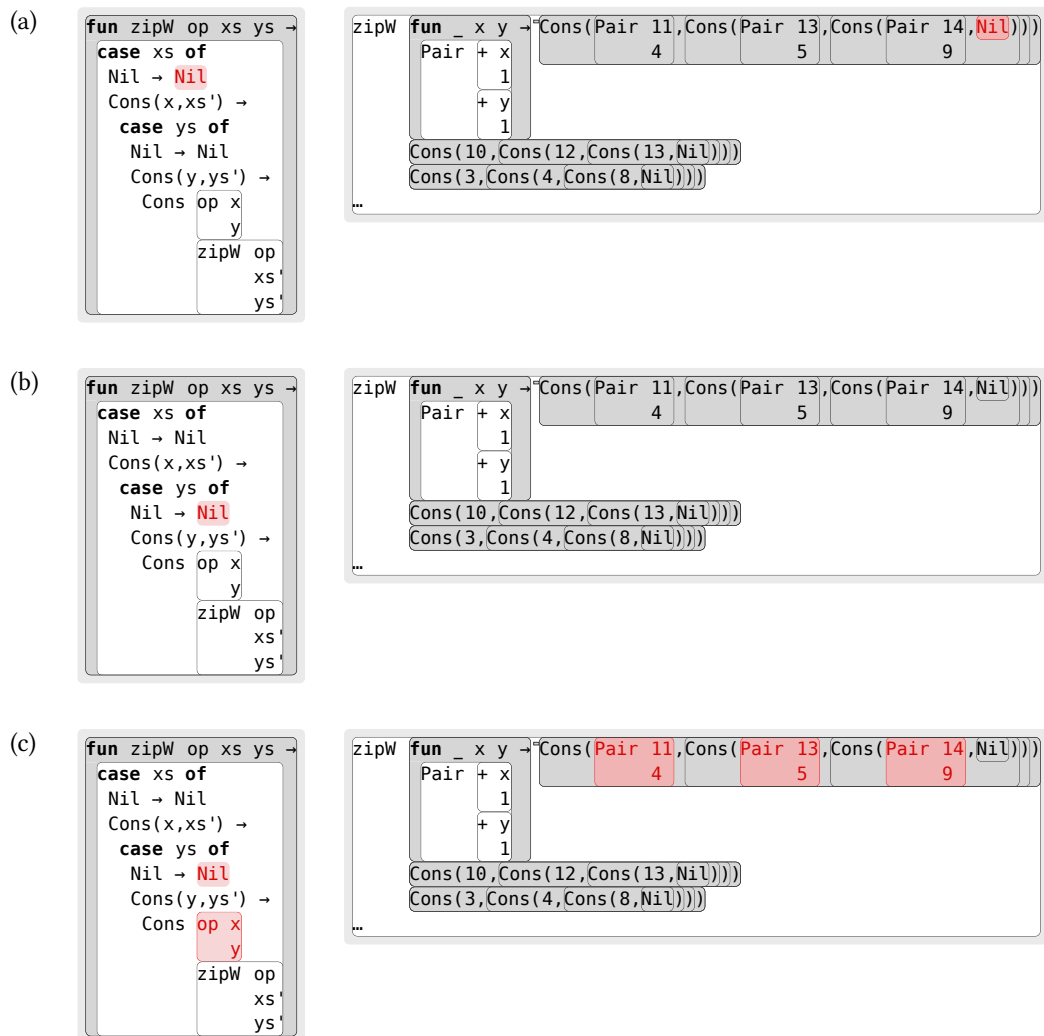 (a)
fun zipW op xs ys →
case xs of
Nil → Nil
Cons(x,xs') →
case ys of
Nil → Nil
Cons(y,ys') →
Cons op x
y
zipW op
xs'
ys'
zipW fun _ x y → Cons(Pair 11,Cons(Pair 13,Cons(Pair 14,Nil)))
4 5 9
Pair + x
1
+ y
1
Cons(10,Cons(12,Cons(13,Nil)))
Cons(3,Cons(4,Cons(8,Nil)))
…
(b)
fun zipW op xs ys →
case xs of
Nil → Nil
Cons(x,xs') →
case ys of
Nil → Nil
Cons(y,ys') →
Cons op x
y
zipW op
xs'
ys'
zipW fun _ x y → Cons(Pair 11,Cons(Pair 13,Cons(Pair 14,Nil)))
4 5 9
Pair + x
1
+ y
1
Cons(10,Cons(12,Cons(13,Nil)))
Cons(3,Cons(4,Cons(8,Nil)))
…
(c)
fun zipW op xs ys →
case xs of
Nil → Nil
Cons(x,xs') →
case ys of
Nil → Nil
Cons(y,ys') →
Cons op x
y
zipW op
xs'
ys'
zipW fun _ x y → Cons(Pair 11,Cons(Pair 13,Cons(Pair 14,Nil)))
4 5 9
Pair + x
1
+ y
1
Cons(10,Cons(12,Cons(13,Nil)))
Cons(3,Cons(4,Cons(8,Nil)))
…